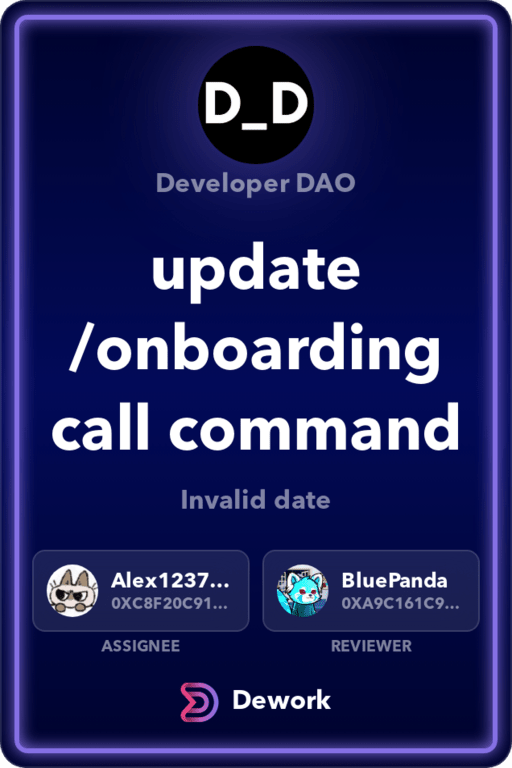 D_D
Developer DAO
update
/onboarding
call command
Invalid date
Alex1237...
0XC8F20C91...
BluePanda
0XA9C161C9...
ASSIGNEE
REVIEWER
Dework